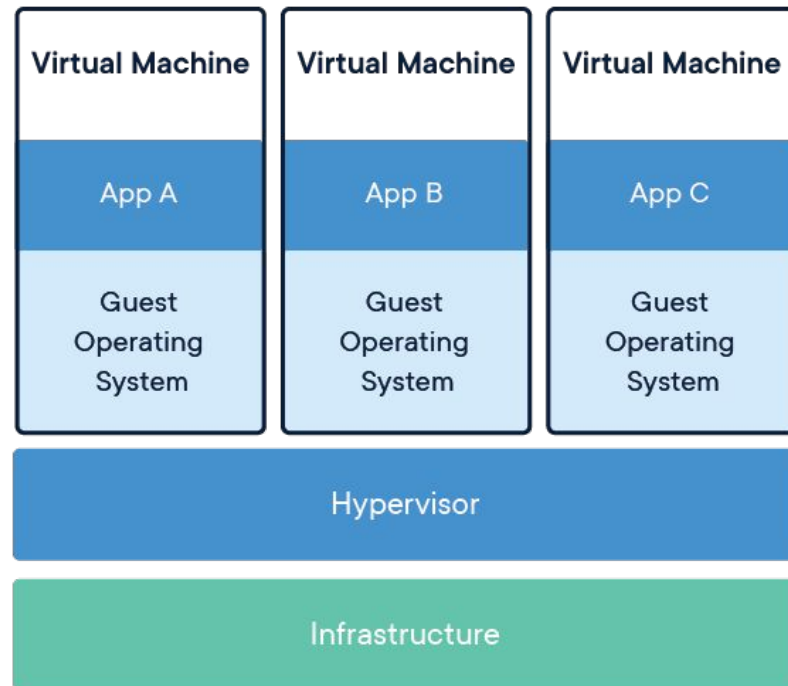 Virtual Machine
Virtual Machine
Virtual Machine
App A
App B
App C
Guest
Operating
System
Guest
Operating
System
Guest
Operating
System
Hypervisor
Infrastructure